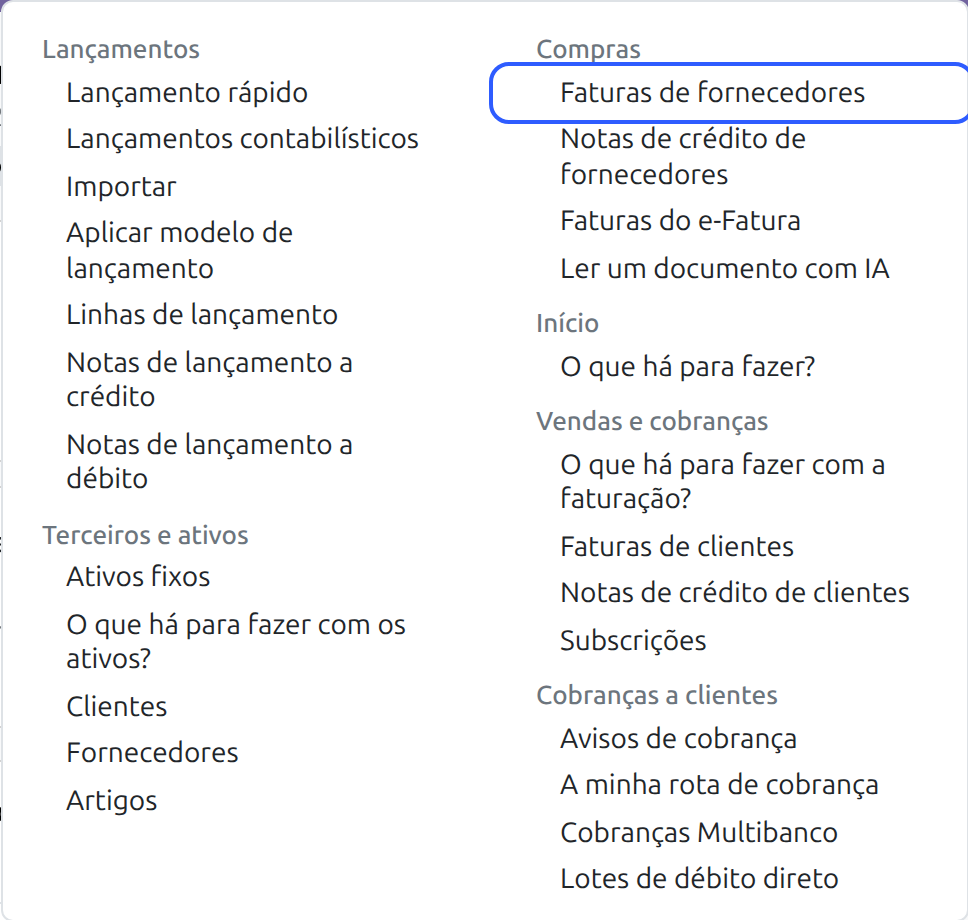 Lançamentos
Lançamento rápido
Lançamentos contabilísticos
Importar
Aplicar modelo de
lançamento
Linhas de lançamento
Notas de lançamento a
crédito
Notas de lançamento a
débito
Terceiros e ativos
Ativos fixos
O que há para fazer com os
ativos?
Clientes
Fornecedores
Artigos
Compras
Faturas de fornecedores
Notas de crédito de
fornecedores
Faturas do e-Fatura
Ler um documento com IA
Início
O que há para fazer?
Vendas e cobranças
O que há para fazer com a
faturação?
Faturas de clientes
Notas de crédito de clientes
Subscrições
Cobranças a clientes
Avisos de cobrança
A minha rota de cobrança
Cobranças Multibanco
Lotes de débito direto